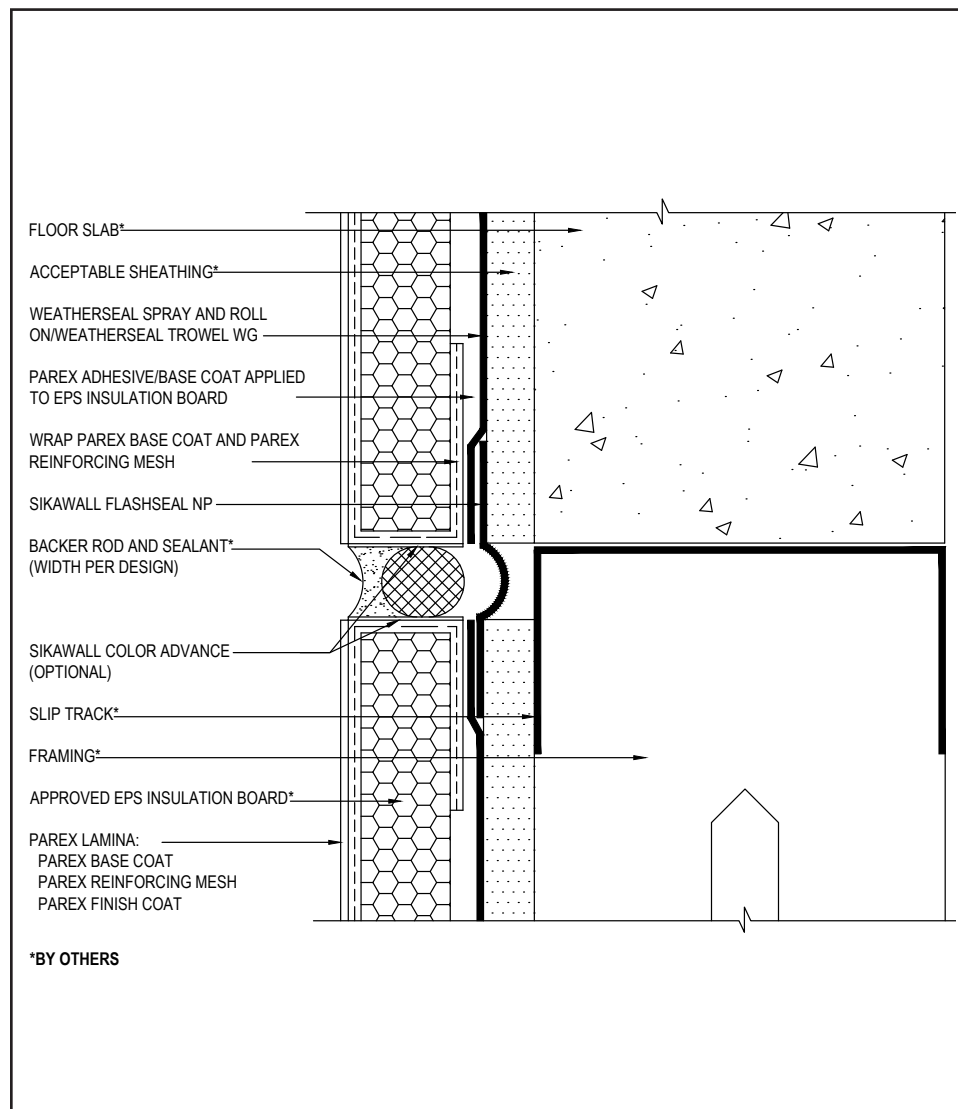 FLOOR SLAB*
ACCEPTABLE SHEATHING*
WEATHERSEAL SPRAY AND ROLL
ON/WEATHERSEAL TROWEL WG
PAREX ADHESIVE/BASE COAT APPLIED
TO EPS INSULATION BOARD
WRAP PAREX BASE COAT AND PAREX
REINFORCING MESH
SIKAWALL FLASHSEAL NP
BACKER ROD AND SEALANT*
(WIDTH PER DESIGN)
SIKAWALL COLOR ADVANCE
(OPTIONAL)
SLIP TRACK*
FRAMING*
APPROVED EPS INSULATION BOARD*
PAREX LAMINA:
PAREX BASE COAT
PAREX REINFORCING MESH
PAREX FINISH COAT
*BY OTHERS